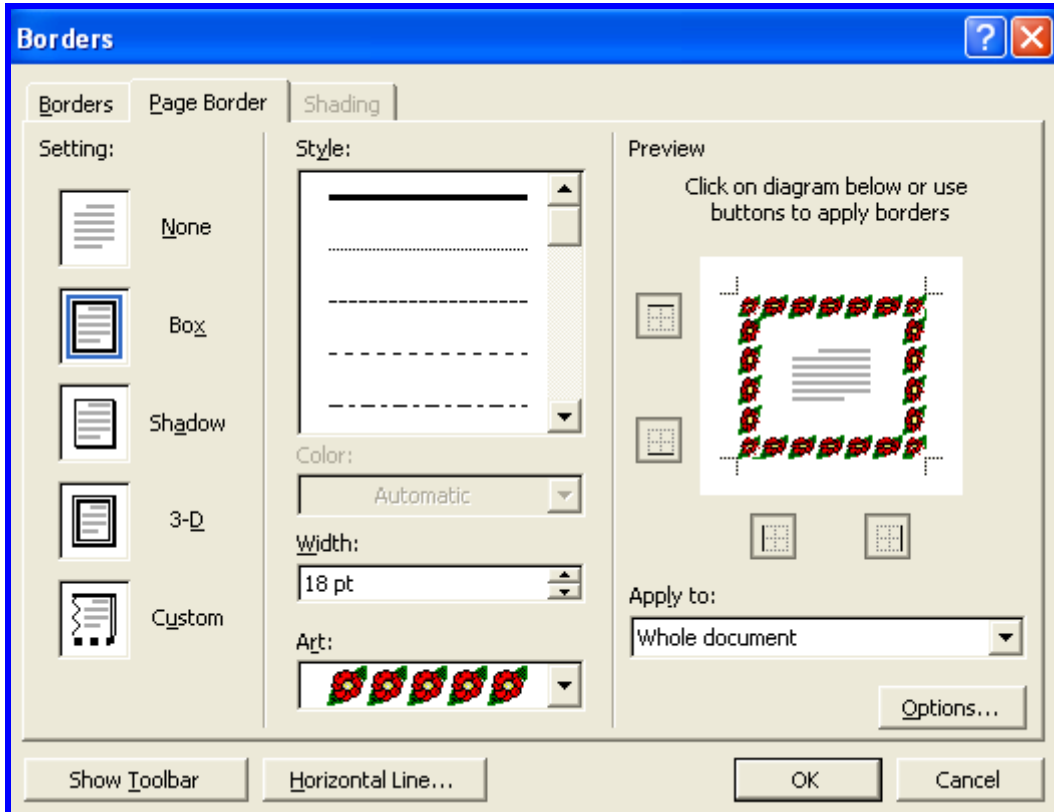 Borders
Borders
Page Border
Shading
Setting:
None
Box
Shadow
3-D
Custom
Style:
Color:
Automatic
Width:
18 pt
Art:
Preview
Click on diagram below or use
buttons to apply borders
Apply to:
Whole document
Options...
Show Toolbar
Horizontal Line...
OK
Cancel